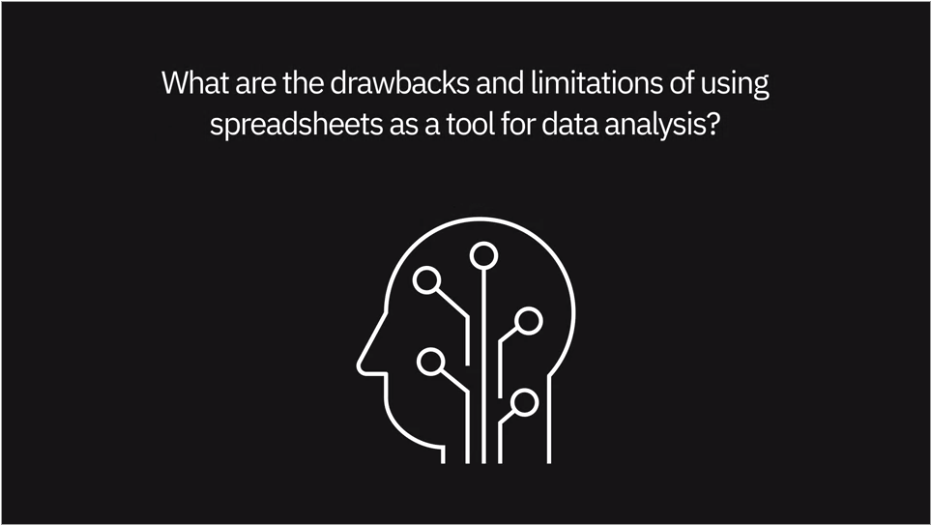 What are the drawbacks and limitations of using
spreadsheets as a tool for data analysis?